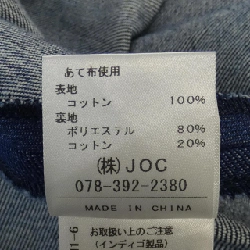 あて布使用
表地
コットン 100%
裏地
ポリエステル 80%
コットン 20%
(株)JOC
078-392-2380
MADE IN CHINA
お取扱い上のご注意
(インディゴ製品)